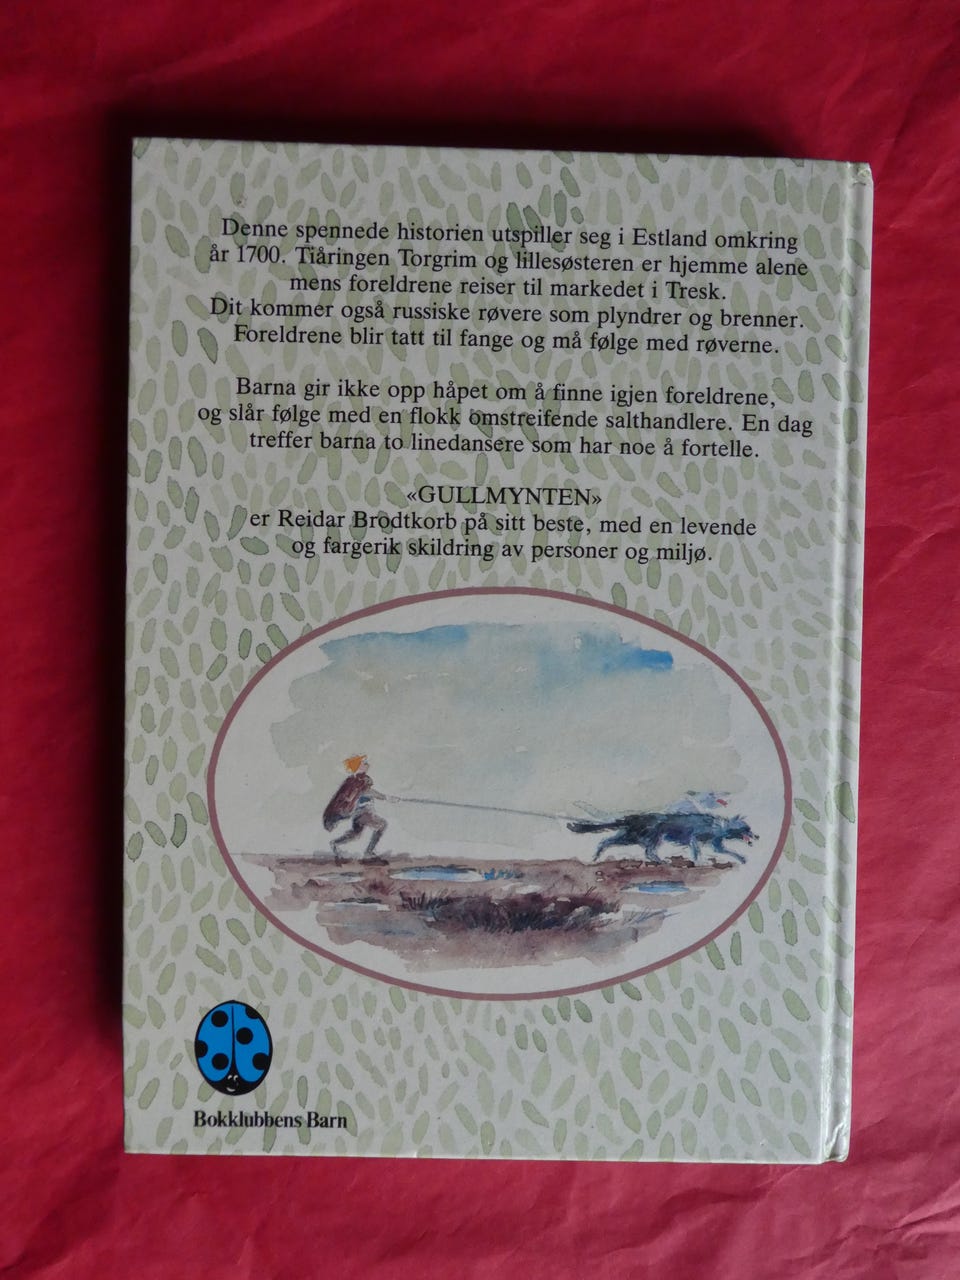 Denne spennede historien utspiller seg i Estland omkring
år 1700. Tiåringen Torgrim og lillesøsteren er hjemme alene
mens foreldrene reiser til markedet i Tresk.
Dit kommer også russiske røvere som plyndrer og brenner.
Foreldrene blir tatt til fange og må følge med røverne.
Barna gir ikke opp håpet om å finne igjen foreldrene,
og slår følge med en flokk omstreifende salthandlere. En dag
treffer barna to linedansere som har noe å fortelle.
«GULLMYNTEN»
er Reidar Brodtkorb på sitt beste, med en levende
og fargerik skildring av personer og miljø.
Bokklubbens Barn